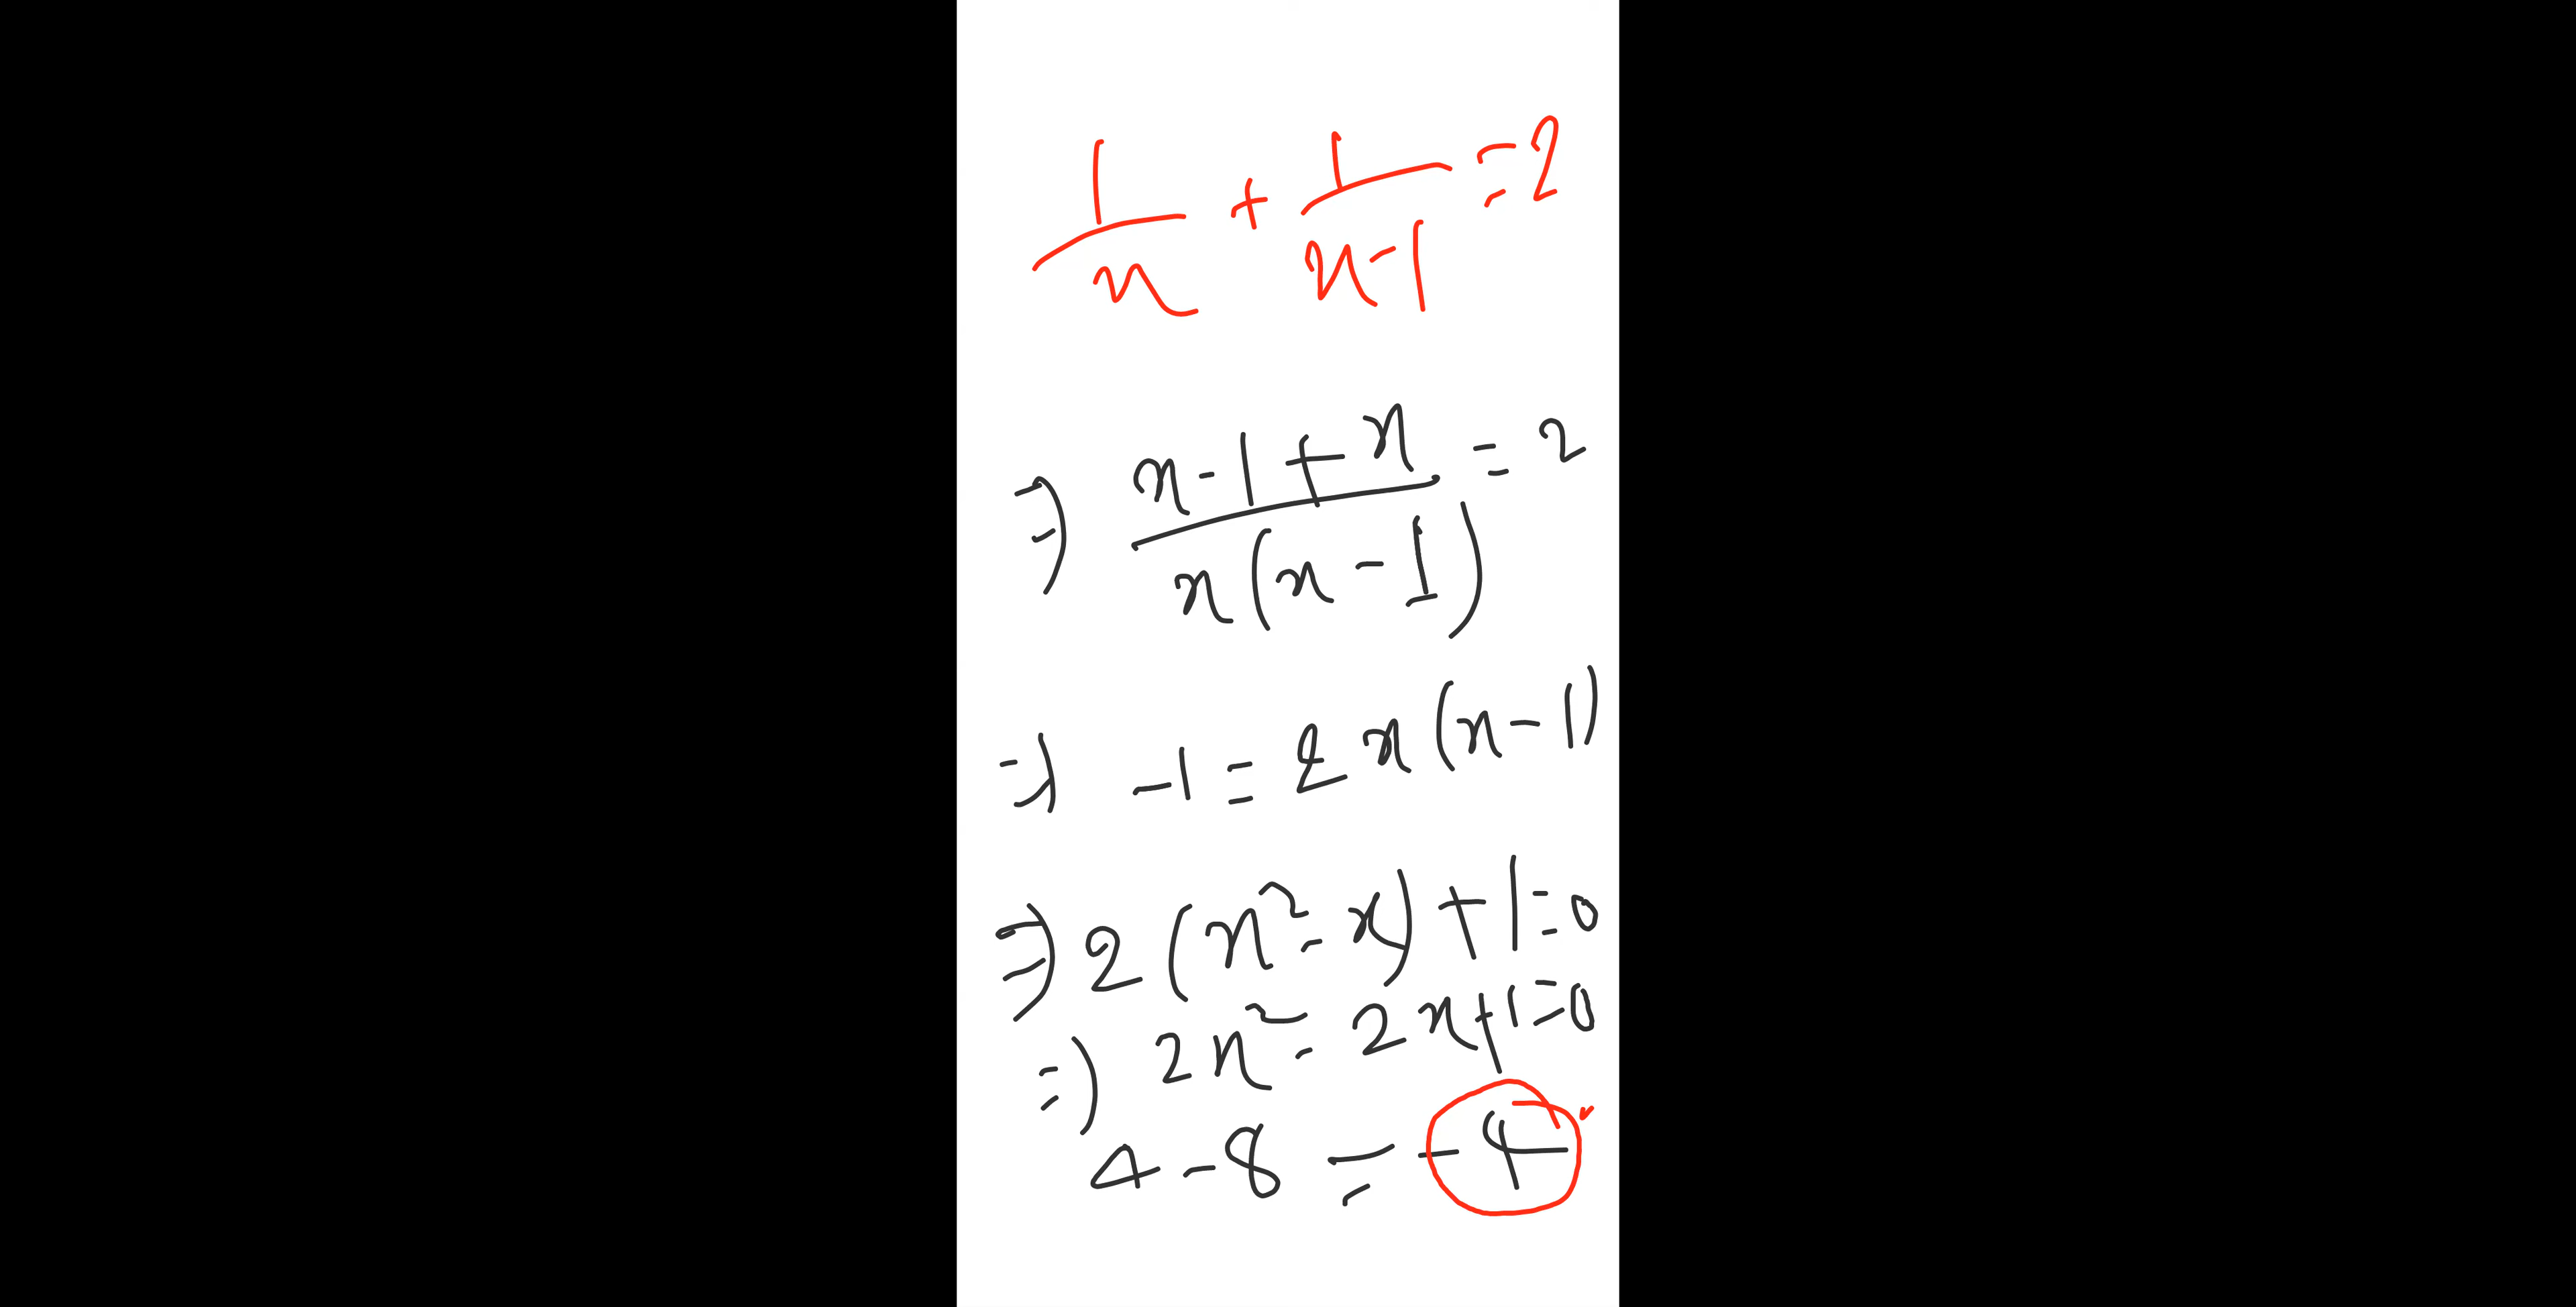 1/x + 1/(x-1) = 2
⇒ (x-1+x)/(x(x-1)) = 2
⇒ -1 = 2x(x-1)
⇒ 2(x²-x)+1=0
⇒ 2x²-2x+1=0
4-8 = -4